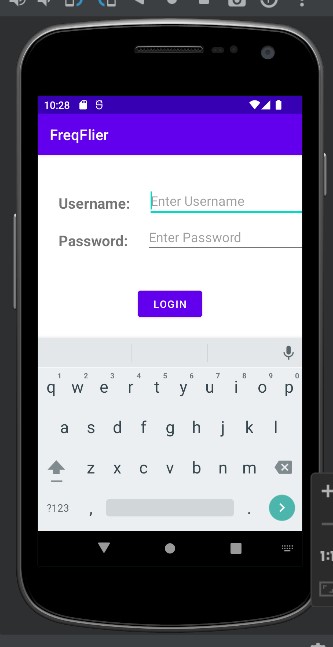 10:28
FreqFlier
Username: Enter Username
Password: Enter Password
LOGIN
1 2 3 4 5 6 7 8 9 0
q w e r t y u i o p
a s d f g h j k l
z x c v b n m
?123 , .
1:1